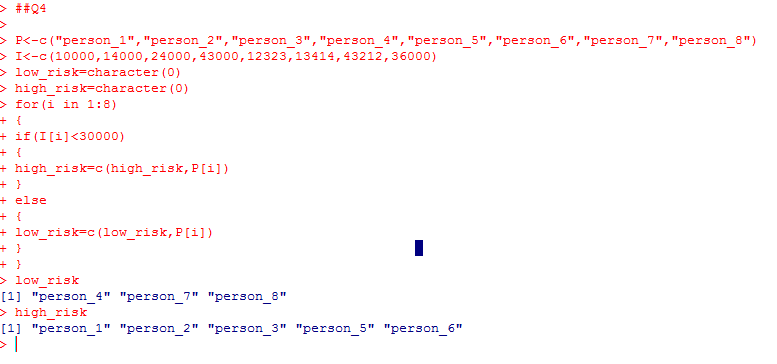 > ##Q4
>
> P<-c("person_1","person_2","person_3","person_4","person_5","person_6","person_7","person_8")
> I<-c(10000,14000,24000,43000,12323,13414,43212,36000)
> low_risk=character(0)
> high_risk=character(0)
> for(i in 1:8)
+ {
+ if(I[i]<30000)
+ {
+ high_risk=c(high_risk,P[i])
+ }
+ else
+ {
+ low_risk=c(low_risk,P[i])
+ }
+ }
> low_risk
[1] "person_4" "person_7" "person_8"
> high_risk
[1] "person_1" "person_2" "person_3" "person_5" "person_6"
>